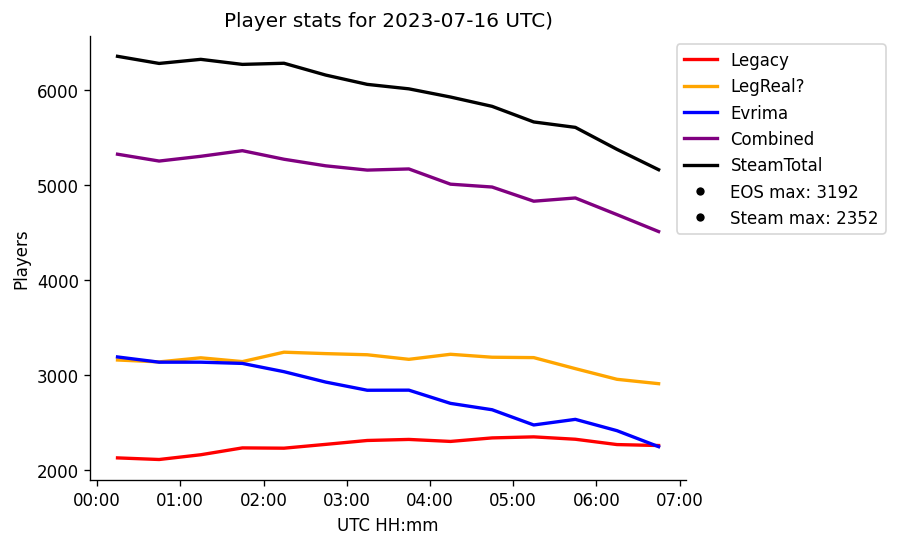 Player stats for 2023-07-16 UTC)
Legacy
LegReal?
Evrima
Combined
SteamTotal
EOS max: 3192
Steam max: 2352
Players
6000
5000
4000
3000
2000
00:00 01:00 02:00 03:00 04:00 05:00 06:00 07:00
UTC HH:mm